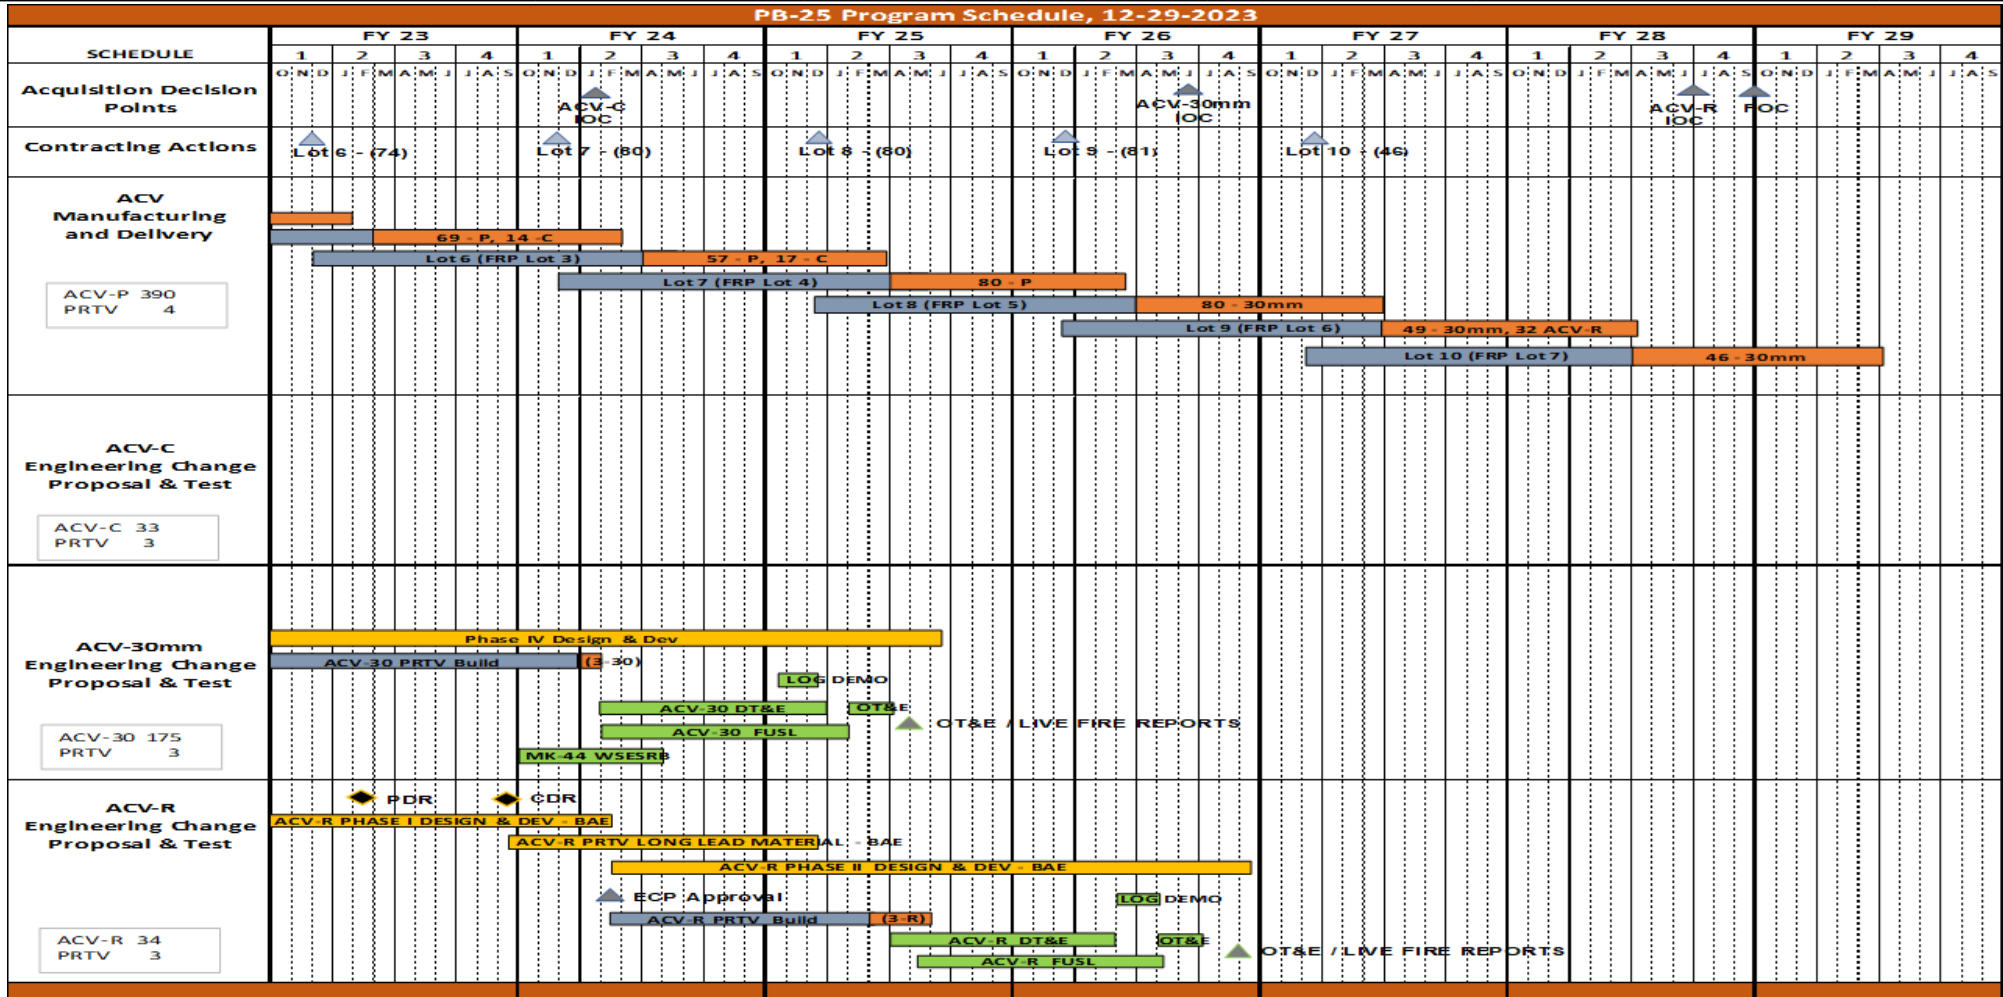 PB-25 Program Schedule, 12-29-2023
SCHEDULE FY 23 FY 24 FY 25 FY 26 FY 27 FY 28 FY 29
1 2 3 4 1 2 3 4 1 2 3 4 1 2 3 4 1 2 3 4 1 2 3 4 1 2 3 4
O N D J F M A M J J A S O N D J F M A M J J A S O N D J F M A M J J A S O N D J F M A M J J A S O N D J F M A M J J A S O N D J F M A M J J A S O N D J F M A M J J A S
Acquisition Decision
Points
ACV-C
IOC
ACV-30mm
IOC
ACV-R
IOC
FOC
Contracting Actions
Lot 6 - (74)
Lot 7 - (80)
Lot 8 - (80)
Lot 9 - (81)
Lot 10 - (46)
ACV
Manufacturing
and Delivery
69 - P, 14 -C
Lot 6 (FRP Lot 3) 57 - P, 17 - C
Lot 7 (FRP Lot 4) 80 - P
Lot 8 (FRP Lot 5) 80 - 30mm
Lot 9 (FRP Lot 6) 49 - 30mm, 32 ACV-R
Lot 10 (FRP Lot 7) 46 - 30mm
ACV-P 390
PRTV 4
ACV-C
Engineering Change
Proposal & Test
ACV-C 33
PRTV 3
ACV-30mm
Engineering Change
Proposal & Test
Phase IV Design & Dev
ACV-30 PRTV Build (3-30)
LOG DEMO
ACV-30 DT&E OT&E
OT&E / LIVE FIRE REPORTS
ACV-30 FUSL
MK-44 WSESRB
ACV-30 175
PRTV 3
ACV-R
Engineering Change
Proposal & Test
PDR CDR
ACV-R PHASE I DESIGN & DEV - BAE
ACV-R PRTV LONG LEAD MATERIAL - BAE
ACV-R PHASE II DESIGN & DEV - BAE
ECP Approval
LOG DEMO
ACV-R PRTV Build (3-R)
ACV-R DT&E OT&E
OT&E / LIVE FIRE REPORTS
ACV-R FUSL
ACV-R 34
PRTV 3